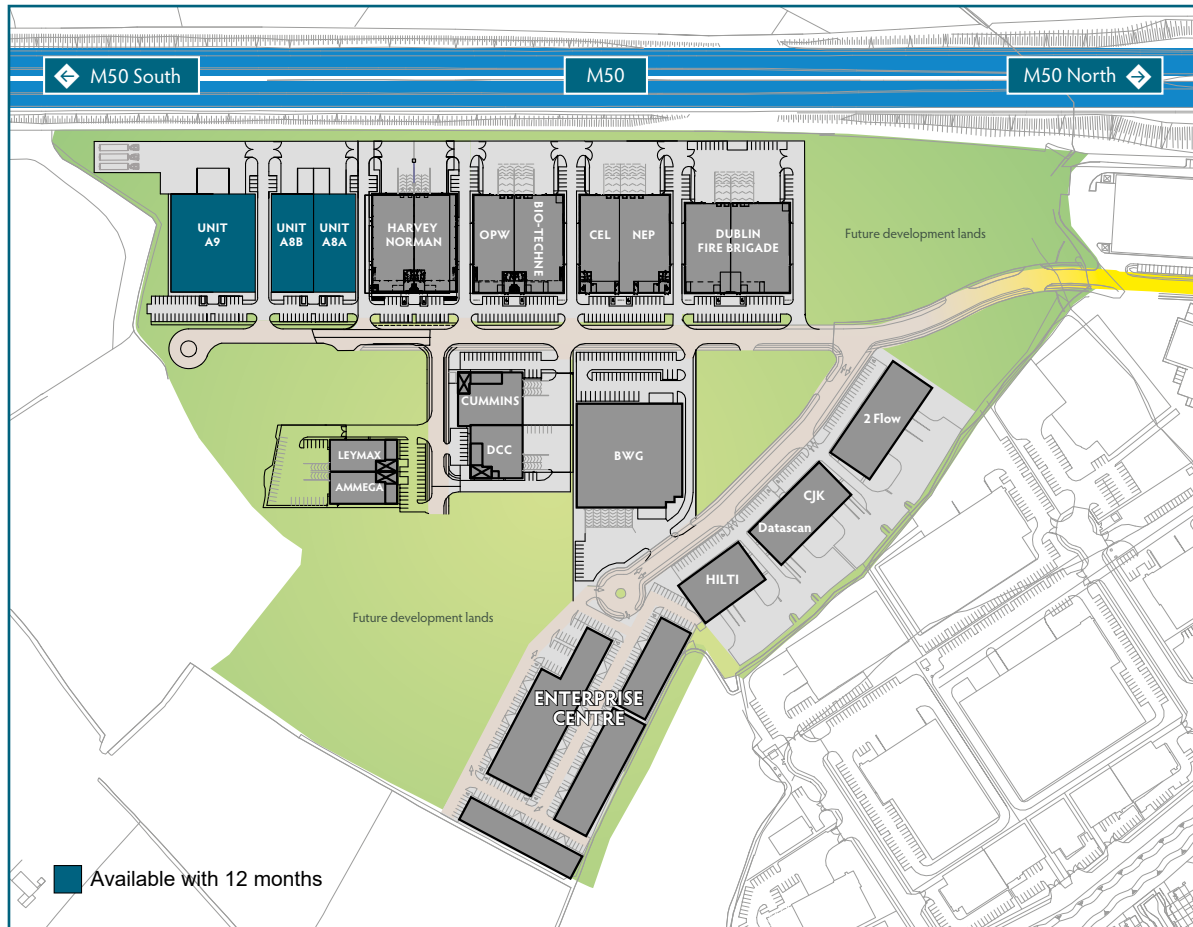 M50 South
M50
M50 North
UNIT
A9
UNIT
A8B
UNIT
A8A
HARVEY
NORMAN
OPW
BIO-TECHNE
CEL
NEP
DUBLIN
FIRE BRIGADE
Future development lands
CUMMINS
DCC
LEYMAX
AMMEGA
BWG
2 Flow
CJK
Datascan
HILTI
Future development lands
ENTERPRISE
CENTRE
Available with 12 months